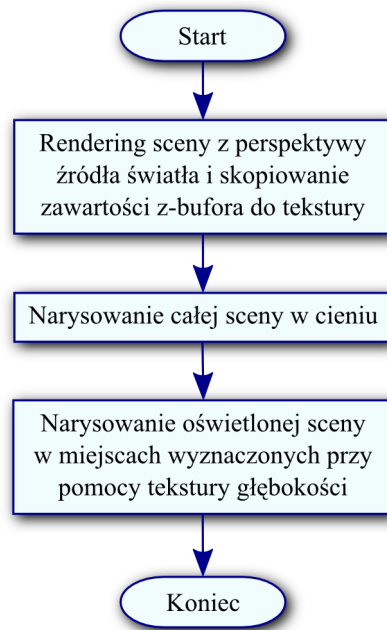 Start
Rendering sceny z perspektywy
źródła światła i skopiowanie
zawartości z-bufora do tekstury
Narysowanie całej sceny w cieniu
Narysowanie oświetlonej sceny
w miejscach wyznaczonych przy
pomocy tekstury głębokości
Koniec